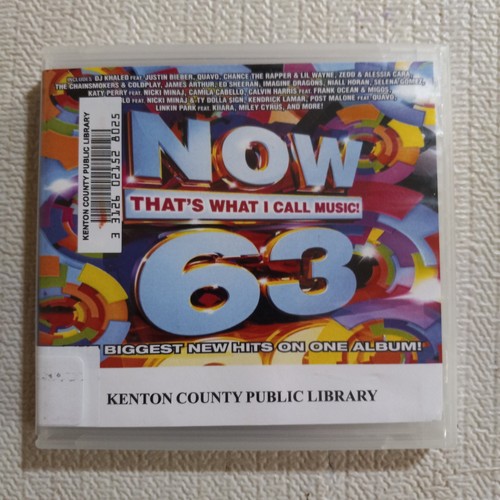 INCLUDES: DJ KHALED FEAT. JUSTIN BIEBER, QUAVO, CHANCE THE RAPPER & LIL WAYNE, ZEDD & ALESSIA CARA,
THE CHAINSMOKERS & COLDPLAY, JAMES ARTHUR, ED SHEERAN, IMAGINE DRAGONS, NIALL HORAN, SELENA GOMEZ,
KATY PERRY FEAT. NICKI MINAJ, CAMILA CABELLO, CALVIN HARRIS FEAT. FRANK OCEAN & MIGOS,
FEAT. NICKI MINAJ & TY DOLLA $IGN, KENDRICK LAMAR, POST MALONE FEAT. QUAVO,
LINKIN PARK FEAT. KIIARA, MILEY CYRUS, AND MORE!
KENTON COUNTY PUBLIC LIBRARY
3 3126 02152 8025
NOW
THAT'S WHAT I CALL MUSIC!
63
BIGGEST NEW HITS ON ONE ALBUM!
KENTON COUNTY PUBLIC LIBRARY